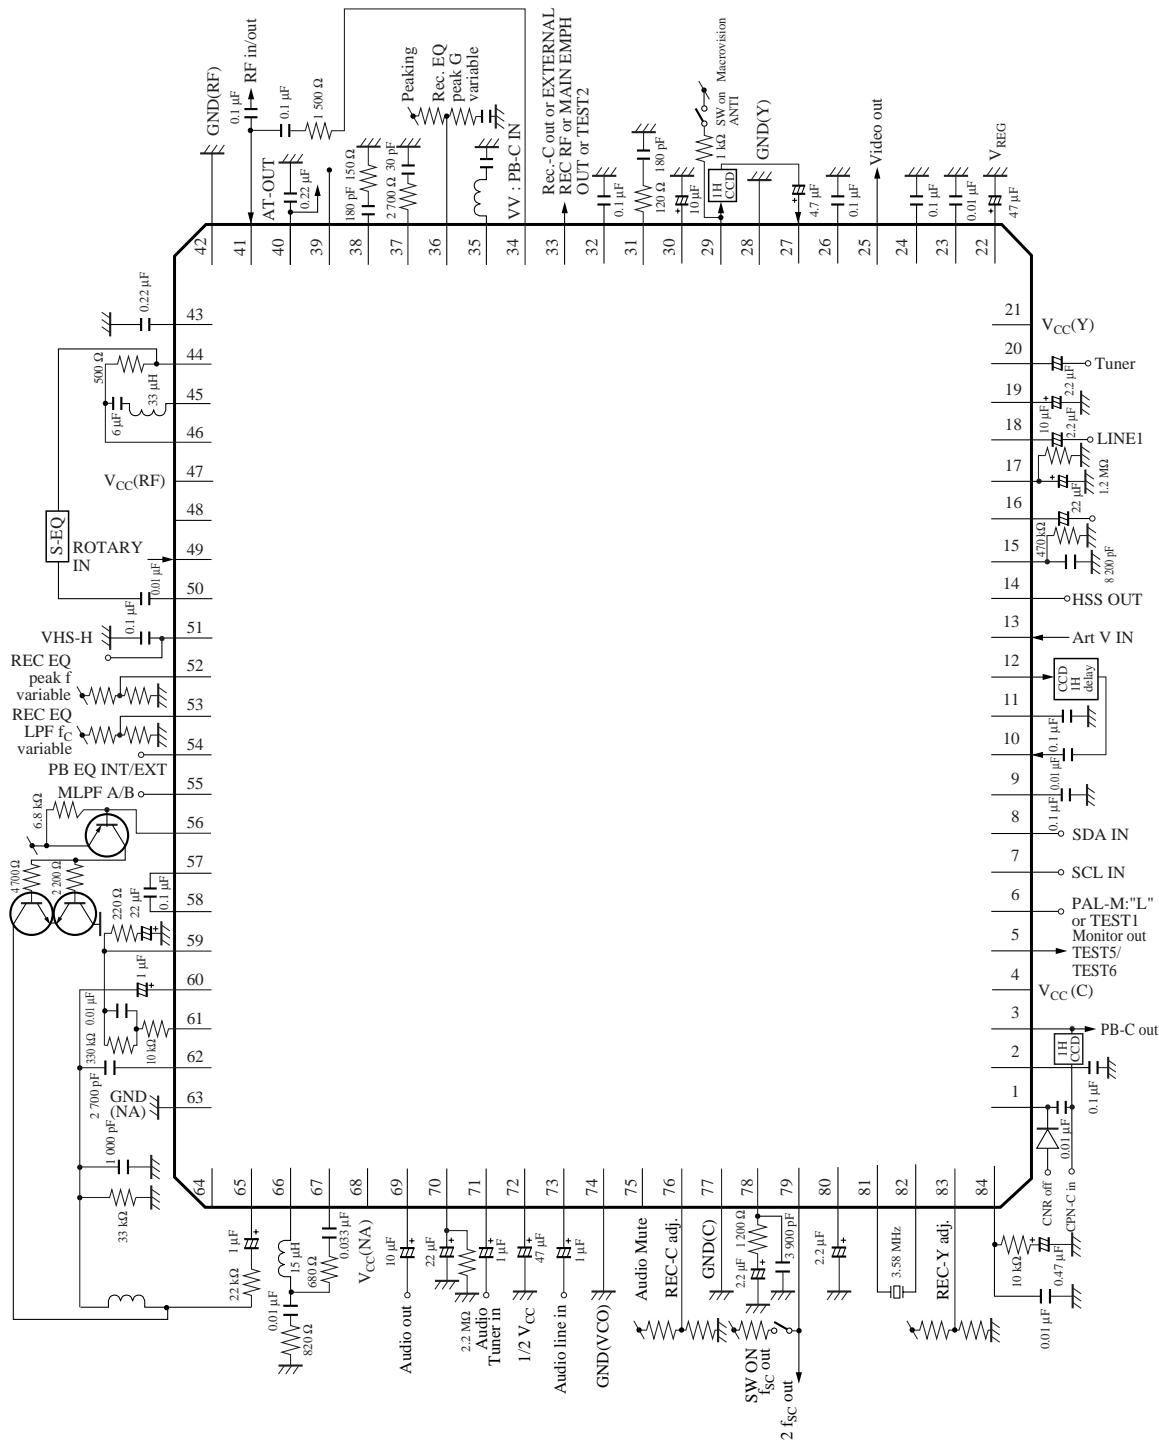 GND(RF)
0.1 µF
RF in/out
0.1 µF
1 500 Ω
AT-OUT
0.22 µF
180 pF 150 Ω
2 700 Ω 30 pF
Peaking
Rec. EQ
peak G
variable
VV : PB-C IN
Rec.-C out or EXTERNAL
REC RF or MAIN EMPH
OUT or TEST2
0.1 µF
120 Ω 180 pF
10 µF
1 kΩ
SW on Macrovision
ANTI
1H
CCD
GND(Y)
4.7 µF
0.1 µF
Video out
0.1 µF
0.01 µF
VREG
47 µF
42
41
40
39
38
37
36
35
34
33
32
31
30
29
28
27
26
25
24
23
22
0.22 µF
43
500 Ω
44
33 µH
45
6 µF
46
VCC(RF)
47
48
S-EQ
ROTARY
IN
49
0.01 µF
50
0.1 µF
VHS-H
51
REC EQ
peak f
variable
52
REC EQ
LPF fC
variable
53
54
PB EQ INT/EXT
MLPF A/B
55
6.8 kΩ
56
4 700 Ω
2 200 Ω
57
0.1 µF
58
220 Ω
22 µF
59
1 µF
60
0.01 µF
330 kΩ
10 kΩ
61
2 700 pF
62
GND
(NA)
63
1 000 pF
33 kΩ
21
VCC(Y)
20
Tuner
2.2 µF
19
10 µF
18
2.2 µF
LINE1
17
1.2 MΩ
22 µF
16
470 kΩ
15
8 200 pF
14
HSS OUT
13
Art V IN
12
CCD
1H
delay
11
0.1 µF
10
0.01 µF
9
0.1 µF
8
SDA IN
7
SCL IN
6
PAL-M:"L"
or TEST1
5
Monitor out
TEST5/
TEST6
4
VCC (C)
3
PB-C out
1H
CCD
2
0.1 µF
1
0.01 µF
CNR off
CPN-C in
64
65
66
67
68
69
70
71
72
73
74
75
76
77
78
79
80
81
82
83
84
1 µF
22 kΩ
15 µH
0.01 µF
820 Ω
0.033 µF
680 Ω
VCC(NA)
10 µF
Audio out
22 µF
2.2 MΩ
1 µF
Audio
Tuner in
47 µF
1/2 VCC
1 µF
Audio line in
GND(VCO)
Audio Mute
REC-C adj.
GND(C)
1 200 Ω
2.2 µF
3 900 pF
SW ON
fSC out
2 fSC out
2.2 µF
3.58 MHz
REC-Y adj.
10 kΩ
0.47 µF
0.01 µF